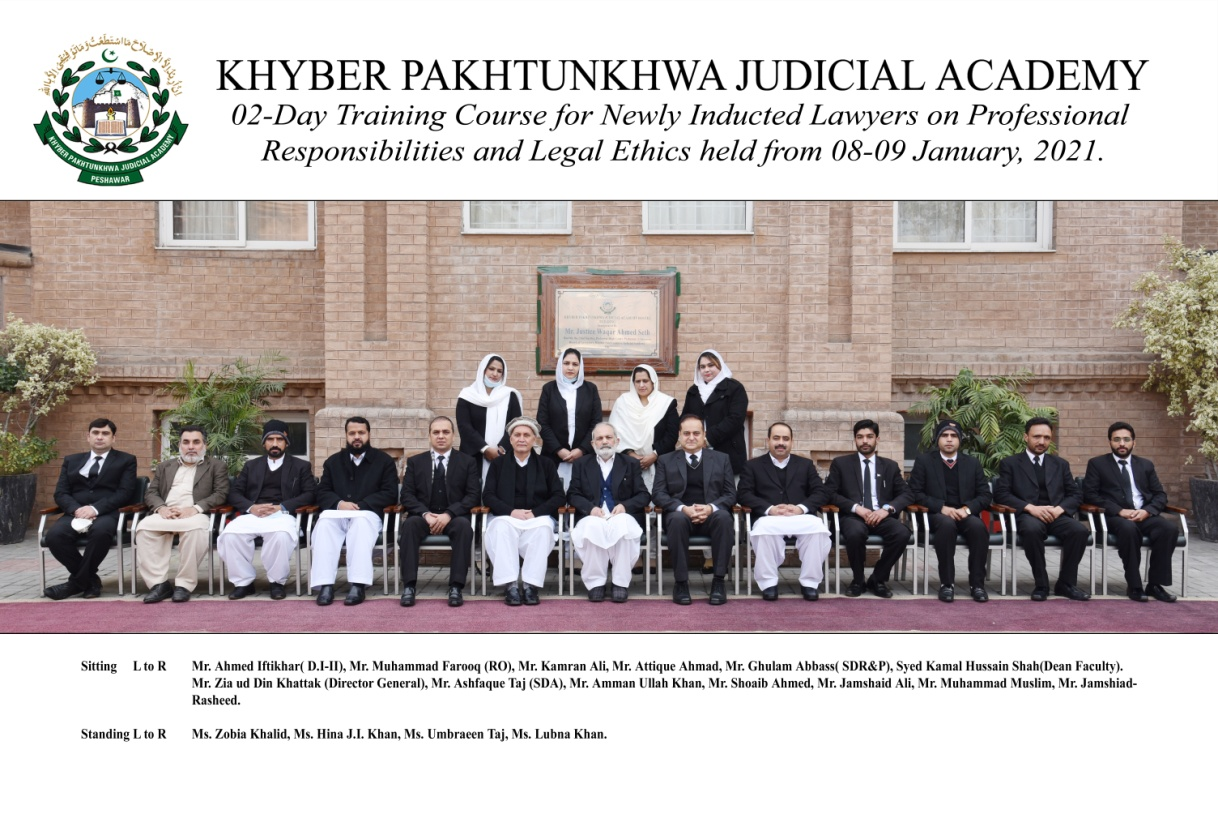 KHYBER PAKHTUNKHWA JUDICIAL ACADEMY
02-Day Training Course for Newly Inducted Lawyers on Professional
Responsibilities and Legal Ethics held from 08-09 January, 2021.
KHYBER PAKHTUNKHWA JUDICIAL ACADEMY
PESHAWAR
Mr. Justice Waqar Ahmad Seth
Sitting L to R Mr. Ahmed Iftikhar( D.I-II), Mr. Muhammad Farooq (RO), Mr. Kamran Ali, Mr. Attique Ahmad, Mr. Ghulam Abbass( SDR&P), Syed Kamal Hussain Shah(Dean Faculty).
Mr. Zia ud Din Khattak (Director General), Mr. Ashfaque Taj (SDA), Mr. Amman Ullah Khan, Mr. Shoaib Ahmed, Mr. Jamshaid Ali, Mr. Muhammad Muslim, Mr. Jamshiad-
Rasheed.
Standing L to R Ms. Zobia Khalid, Ms. Hina J.I. Khan, Ms. Umbraeen Taj, Ms. Lubna Khan.